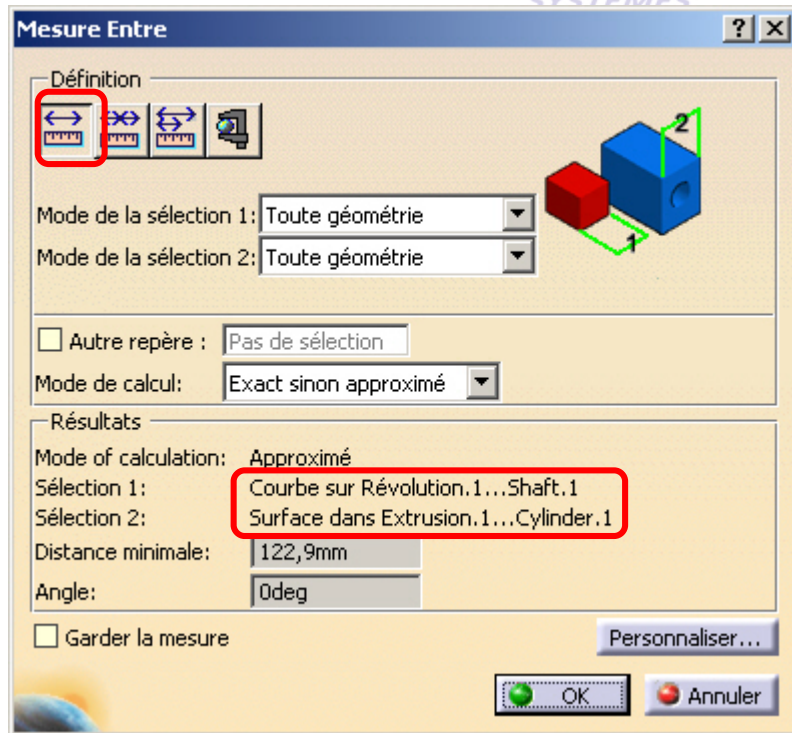 SYSTEMES
Mesure Entre
Définition
2
1
Mode de la sélection 1: Toute géométrie
Mode de la sélection 2: Toute géométrie
Autre repère : Pas de sélection
Mode de calcul: Exact sinon approximé
Résultats
Mode of calculation: Approximé
Sélection 1: Courbe sur Révolution.1...Shaft.1
Sélection 2: Surface dans Extrusion.1...Cylinder.1
Distance minimale: 122,9mm
Angle: 0deg
Garder la mesure
Personnaliser...
OK Annuler